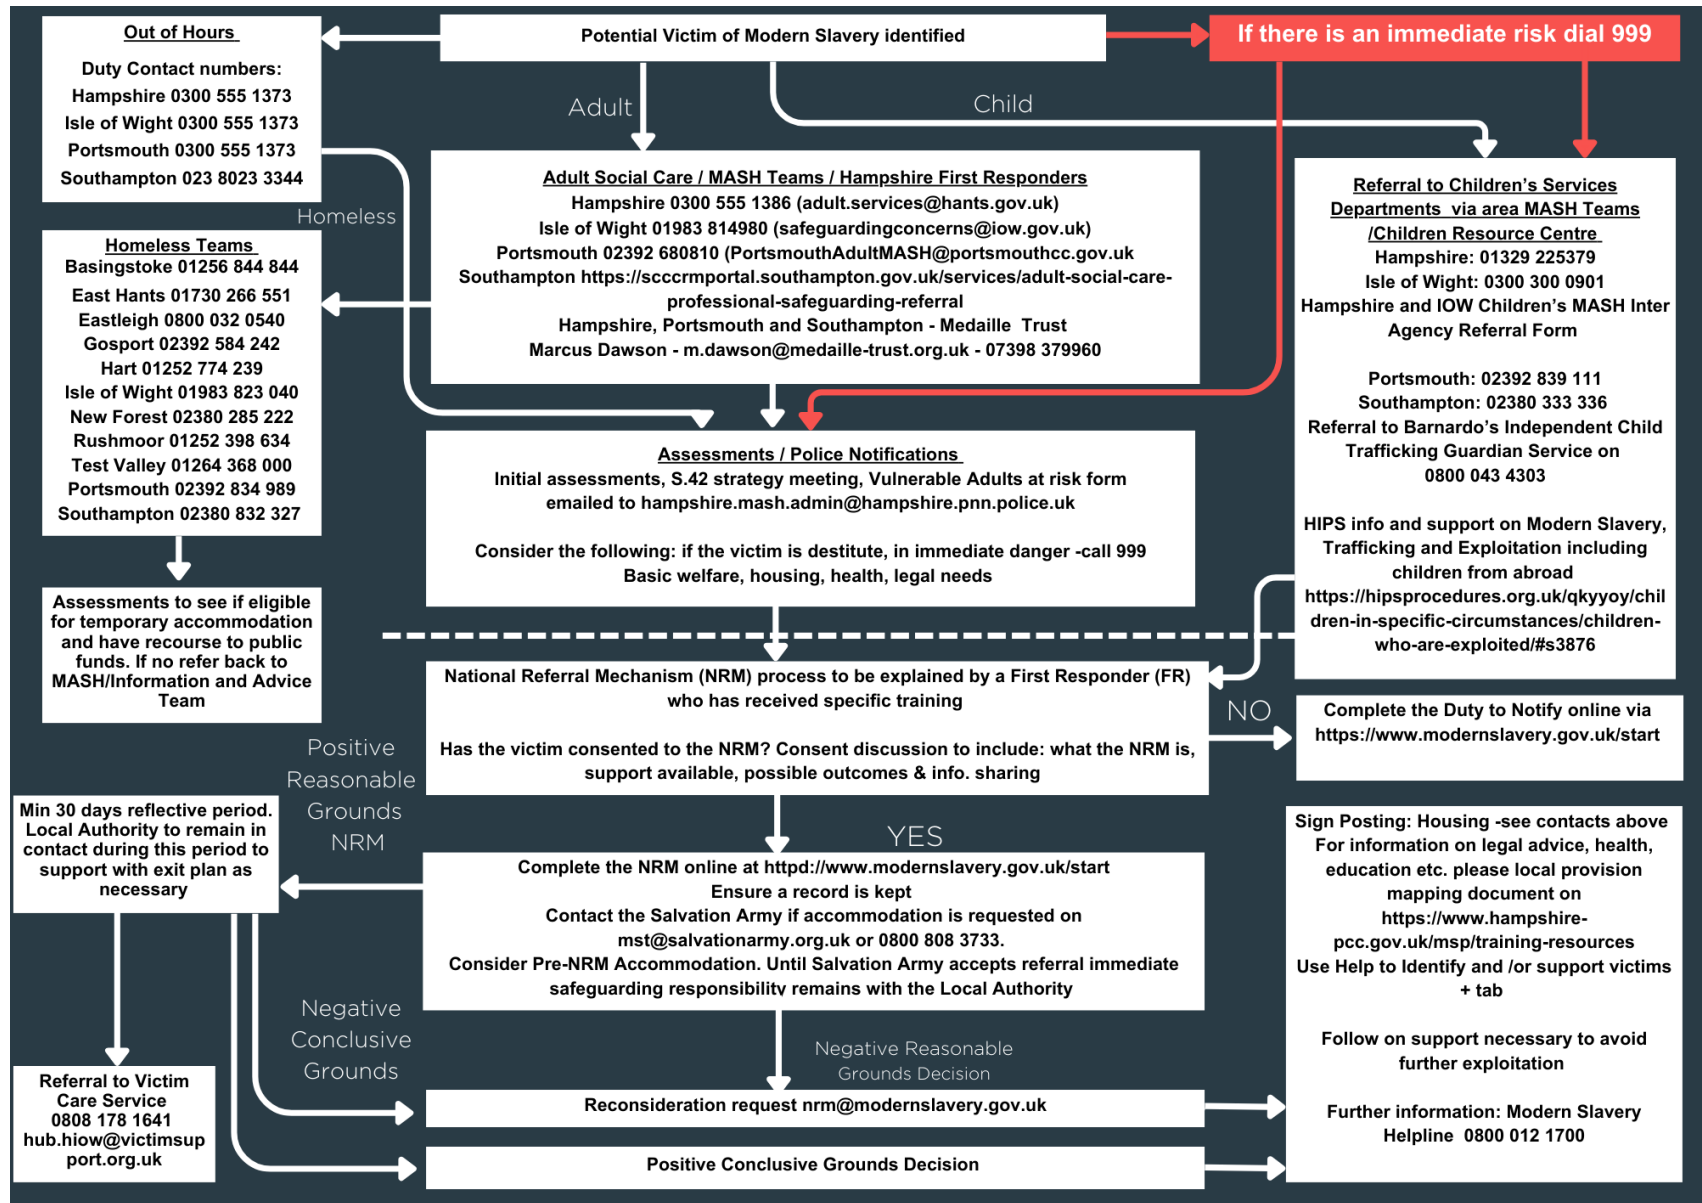 Out of Hours
Duty Contact numbers:
Hampshire 0300 555 1373
Isle of Wight 0300 555 1373
Portsmouth 0300 555 1373
Southampton 023 8023 3344
Potential Victim of Modern Slavery identified
If there is an immediate risk dial 999
Adult
Child
Homeless
Adult Social Care / MASH Teams / Hampshire First Responders
Hampshire 0300 555 1386 (adult.services@hants.gov.uk)
Isle of Wight 01983 814980 (safeguardingconcerns@iow.gov.uk)
Portsmouth 02392 680810 (PortsmouthAdultMASH@portsmouthcc.gov.uk
Southampton https://scccrmportal.southampton.gov.uk/services/adult-social-care-
professional-safeguarding-referral
Hampshire, Portsmouth and Southampton - Medaille Trust
Marcus Dawson - m.dawson@medaille-trust.org.uk - 07398 379960
Referral to Children's Services
Departments via area MASH Teams
/Children Resource Centre
Hampshire: 01329 225379
Isle of Wight: 0300 300 0901
Hampshire and IOW Children's MASH Inter
Agency Referral Form
Portsmouth: 02392 839 111
Southampton: 02380 333 336
Referral to Barnardo's Independent Child
Trafficking Guardian Service on
0800 043 4303
HIPS info and support on Modern Slavery,
Trafficking and Exploitation including
children from abroad
https://hipsprocedures.org.uk/qkyyoy/chil
dren-in-specific-circumstances/children-
who-are-exploited/#s3876
Homeless Teams
Basingstoke 01256 844 844
East Hants 01730 266 551
Eastleigh 0800 032 0540
Gosport 02392 584 242
Hart 01252 774 239
Isle of Wight 01983 823 040
New Forest 02380 285 222
Rushmoor 01252 398 634
Test Valley 01264 368 000
Portsmouth 02392 834 989
Southampton 02380 832 327
Assessments / Police Notifications
Initial assessments, S.42 strategy meeting, Vulnerable Adults at risk form
emailed to hampshire.mash.admin@hampshire.pnn.police.uk
Consider the following: if the victim is destitute, in immediate danger -call 999
Basic welfare, housing, health, legal needs
Assessments to see if eligible
for temporary accommodation
and have recourse to public
funds. If no refer back to
MASH/Information and Advice
Team
National Referral Mechanism (NRM) process to be explained by a First Responder (FR)
who has received specific training
Has the victim consented to the NRM? Consent discussion to include: what the NRM is,
support available, possible outcomes & info. sharing
NO
Complete the Duty to Notify online via
https://www.modernslavery.gov.uk/start
Positive
Reasonable
Grounds
NRM
YES
Min 30 days reflective period.
Local Authority to remain in
contact during this period to
support with exit plan as
necessary
Complete the NRM online at httpd://www.modernslavery.gov.uk/start
Ensure a record is kept
Contact the Salvation Army if accommodation is requested on
mst@salvationarmy.org.uk or 0800 808 3733.
Consider Pre-NRM Accommodation. Until Salvation Army accepts referral immediate
safeguarding responsibility remains with the Local Authority
Sign Posting: Housing -see contacts above
For information on legal advice, health,
education etc. please local provision
mapping document on
https://www.hampshire-
pcc.gov.uk/msp/training-resources
Use Help to Identify and /or support victims
+ tab
Follow on support necessary to avoid
further exploitation
Further information: Modern Slavery
Helpline 0800 012 1700
Negative
Conclusive
Grounds
Negative Reasonable
Grounds Decision
Referral to Victim
Care Service
0808 178 1641
hub.hiow@victimsup
port.org.uk
Reconsideration request nrm@modernslavery.gov.uk
Positive Conclusive Grounds Decision